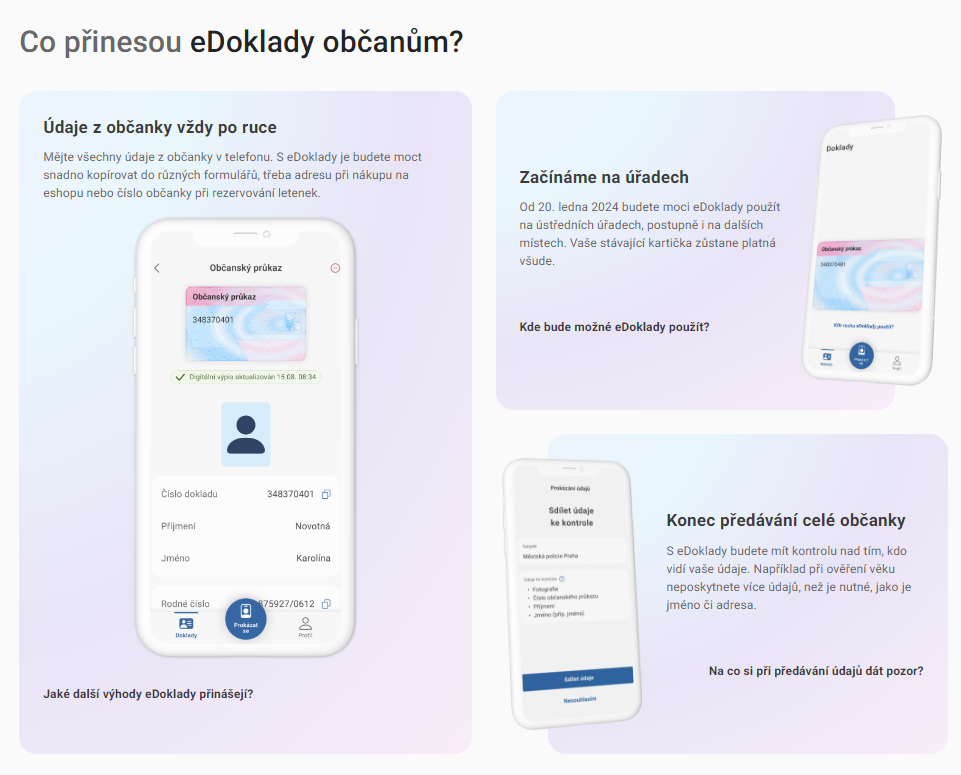 Co přinesou eDoklady občanům?
Údaje z občanky vždy po ruce
Mějte všechny údaje z občanky v telefonu. S eDoklady je budete moct
snadno kopírovat do různých formulářů, třeba adresu při nákupu na
eshopu nebo číslo občanky při rezervování letenek.
Občanský průkaz
Občanský průkaz
348370401
Digitální výpis aktualizován 15.08. 08:34
Číslo dokladu 348370401
Příjmení Novotná
Jméno Karolína
Rodné číslo 875927/0612
Doklady
Prokázat
se
Profil
Jaké další výhody eDoklady přinášejí?
Začínáme na úřadech
Od 20. ledna 2024 budete moci eDoklady použít
na ústředních úřadech, postupně i na dalších
místech. Vaše stávající kartička zůstane platná
všude.
Kde bude možné eDoklady použít?
Doklady
Občanský průkaz
348370401
Kde mohu eDoklady použít?
Doklady
Prokázat
se
Profil
Prokázání údajů
Sdílet údaje
ke kontrole
Městská policie Praha
Údaje ke kontrole
• Fotografie
• Číslo občanského průkazu
• Příjmení
• Jméno (příp. jména)
Sdílet údaje
Nesouhlasím
Konec předávání celé občanky
S eDoklady budete mít kontrolu nad tím, kdo
vidí vaše údaje. Například při ověření věku
neposkytnete více údajů, než je nutné, jako je
jméno či adresa.
Na co si při předávání údajů dát pozor?